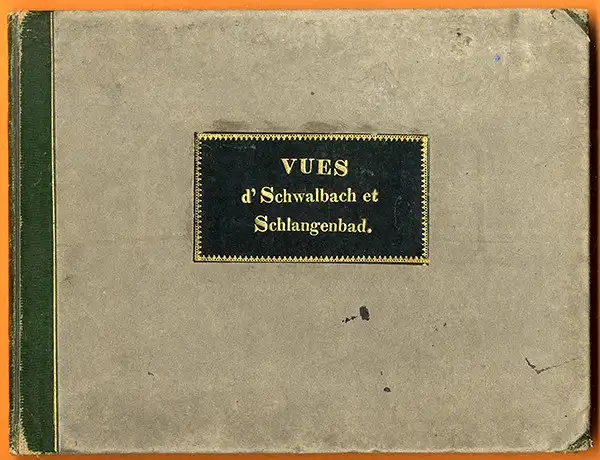 VUES
d' Schwalbach et
Schlangenbad.